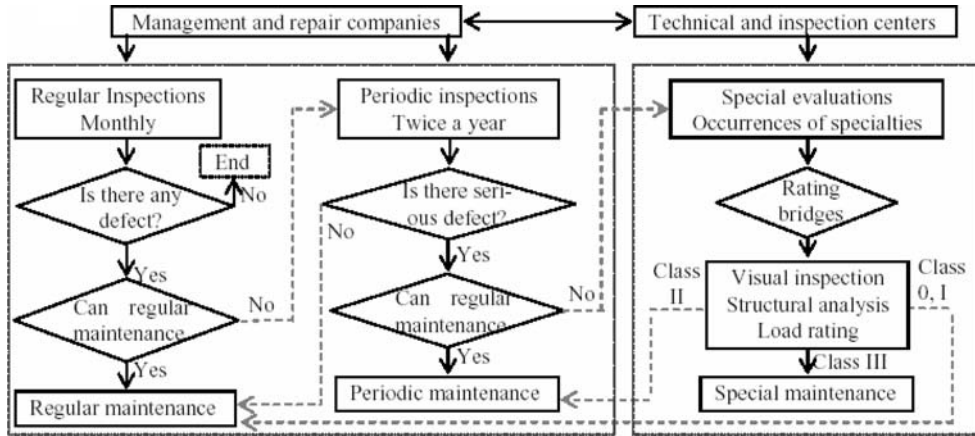 Management and repair companies
Technical and inspection centers
Regular Inspections
Monthly
Periodic inspections
Twice a year
Special evaluations
Occurrences of specialties
End
No
Is there any
defect?
Is there seri-
ous defect?
Rating
bridges
No
Yes
Yes
Class
II
Visual inspection
Structural analysis
Load rating
Class
0, I
Can regular
maintenance
No
Can regular
maintenance
No
Yes
Yes
Class III
Regular maintenance
Periodic maintenance
Special maintenance